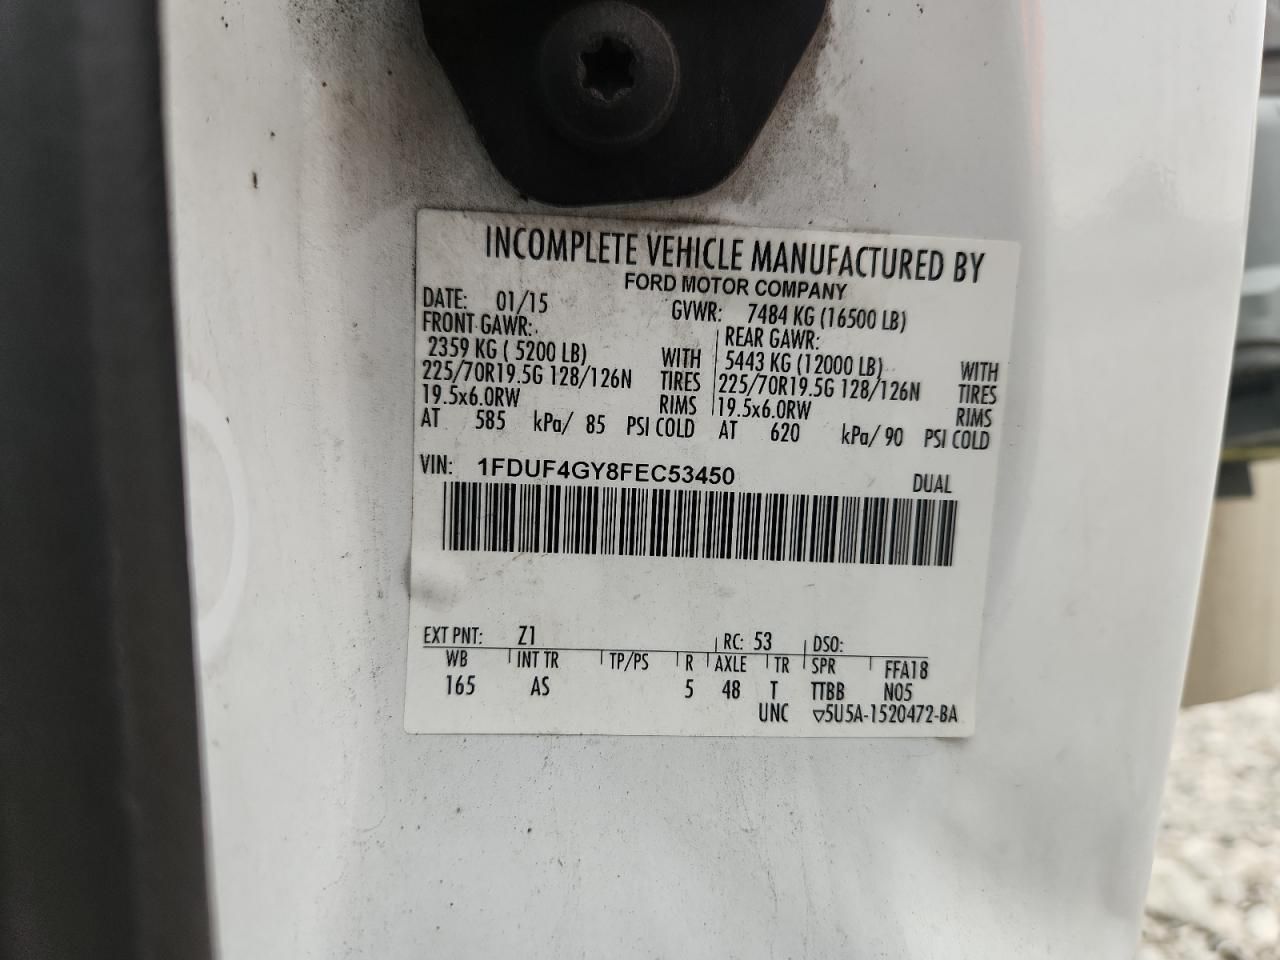 INCOMPLETE VEHICLE MANUFACTURED BY
FORD MOTOR COMPANY
DATE: 01/15 GVWR: 7484 KG (16500 LB)
FRONT GAWR: REAR GAWR:
2359 KG ( 5200 LB) WITH 5443 KG (12000 LB) WITH
225/70R19.5G 128/126N TIRES 225/70R19.5G 128/126N TIRES
19.5x6.0RW RIMS 19.5x6.0RW RIMS
AT 585 kPa/ 85 PSI COLD AT 620 kPa/ 90 PSI COLD
VIN: 1FDUF4GY8FEC53450 DUAL
EXT PNT: Z1 RC: 53 DSO:
WB INT TR TP/PS R AXLE TR SPR FFA18
165 AS 5 48 T TTBB N05
UNC ▽5U5A-1520472-BA